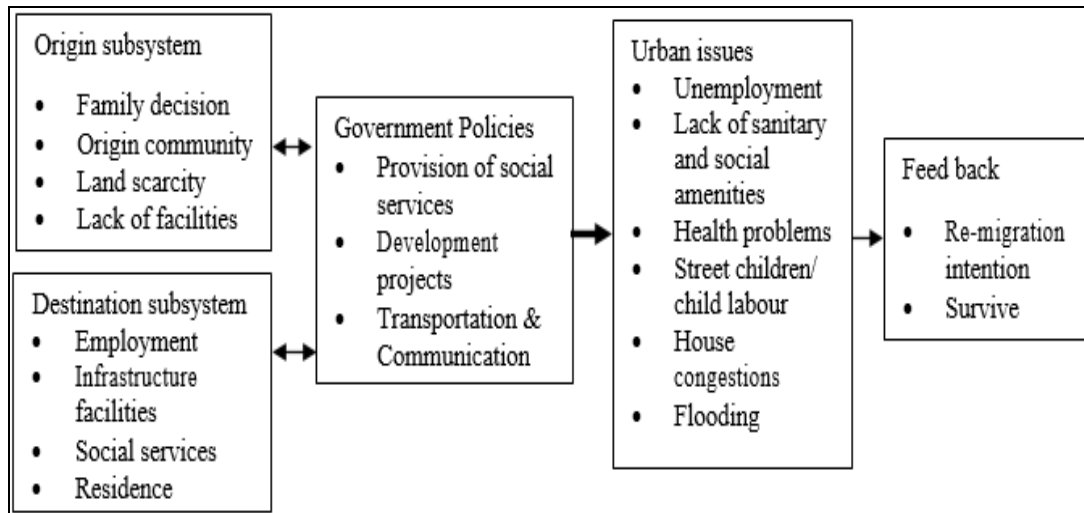 Origin subsystem
• Family decision
• Origin community
• Land scarcity
• Lack of facilities
Destination subsystem
• Employment
• Infrastructure
facilities
• Social services
• Residence
Government Policies
• Provision of social
services
• Development
projects
• Transportation &
Communication
Urban issues
• Unemployment
• Lack of sanitary
and social
amenities
• Health problems
• Street children/
child labour
• House
congestions
• Flooding
Feed back
• Re-migration
intention
• Survive